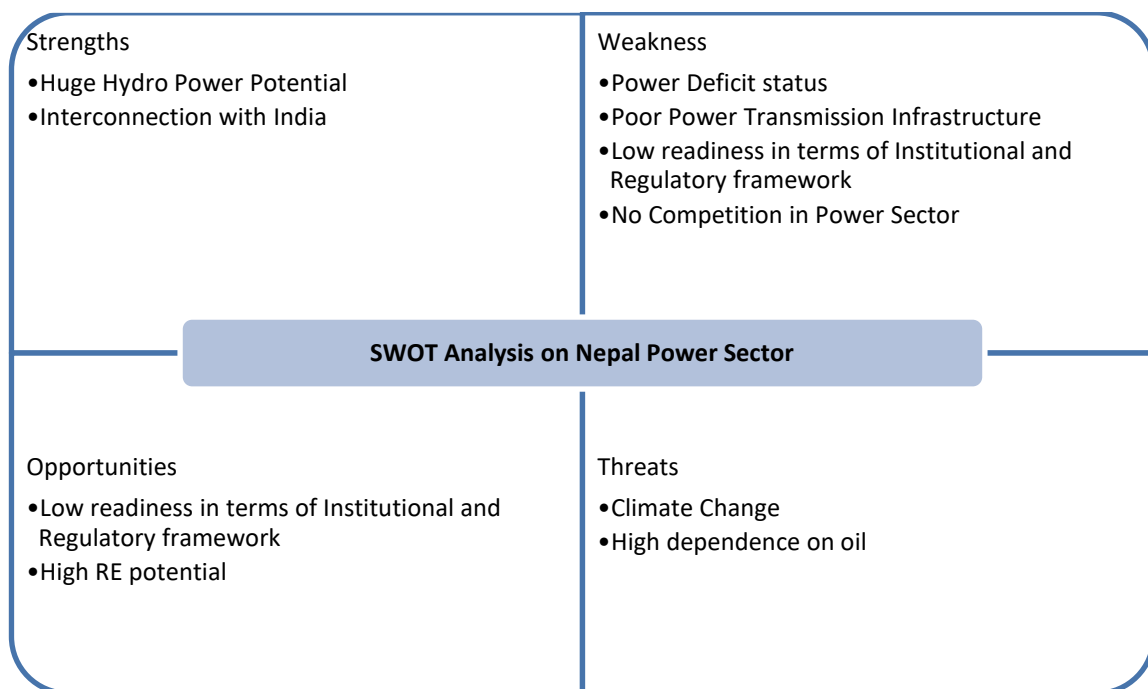 Strengths
•Huge Hydro Power Potential
•Interconnection with India
Weakness
•Power Deficit status
•Poor Power Transmission Infrastructure
•Low readiness in terms of Institutional and
Regulatory framework
•No Competition in Power Sector
SWOT Analysis on Nepal Power Sector
Opportunities
•Low readiness in terms of Institutional and
Regulatory framework
•High RE potential
Threats
•Climate Change
•High dependence on oil